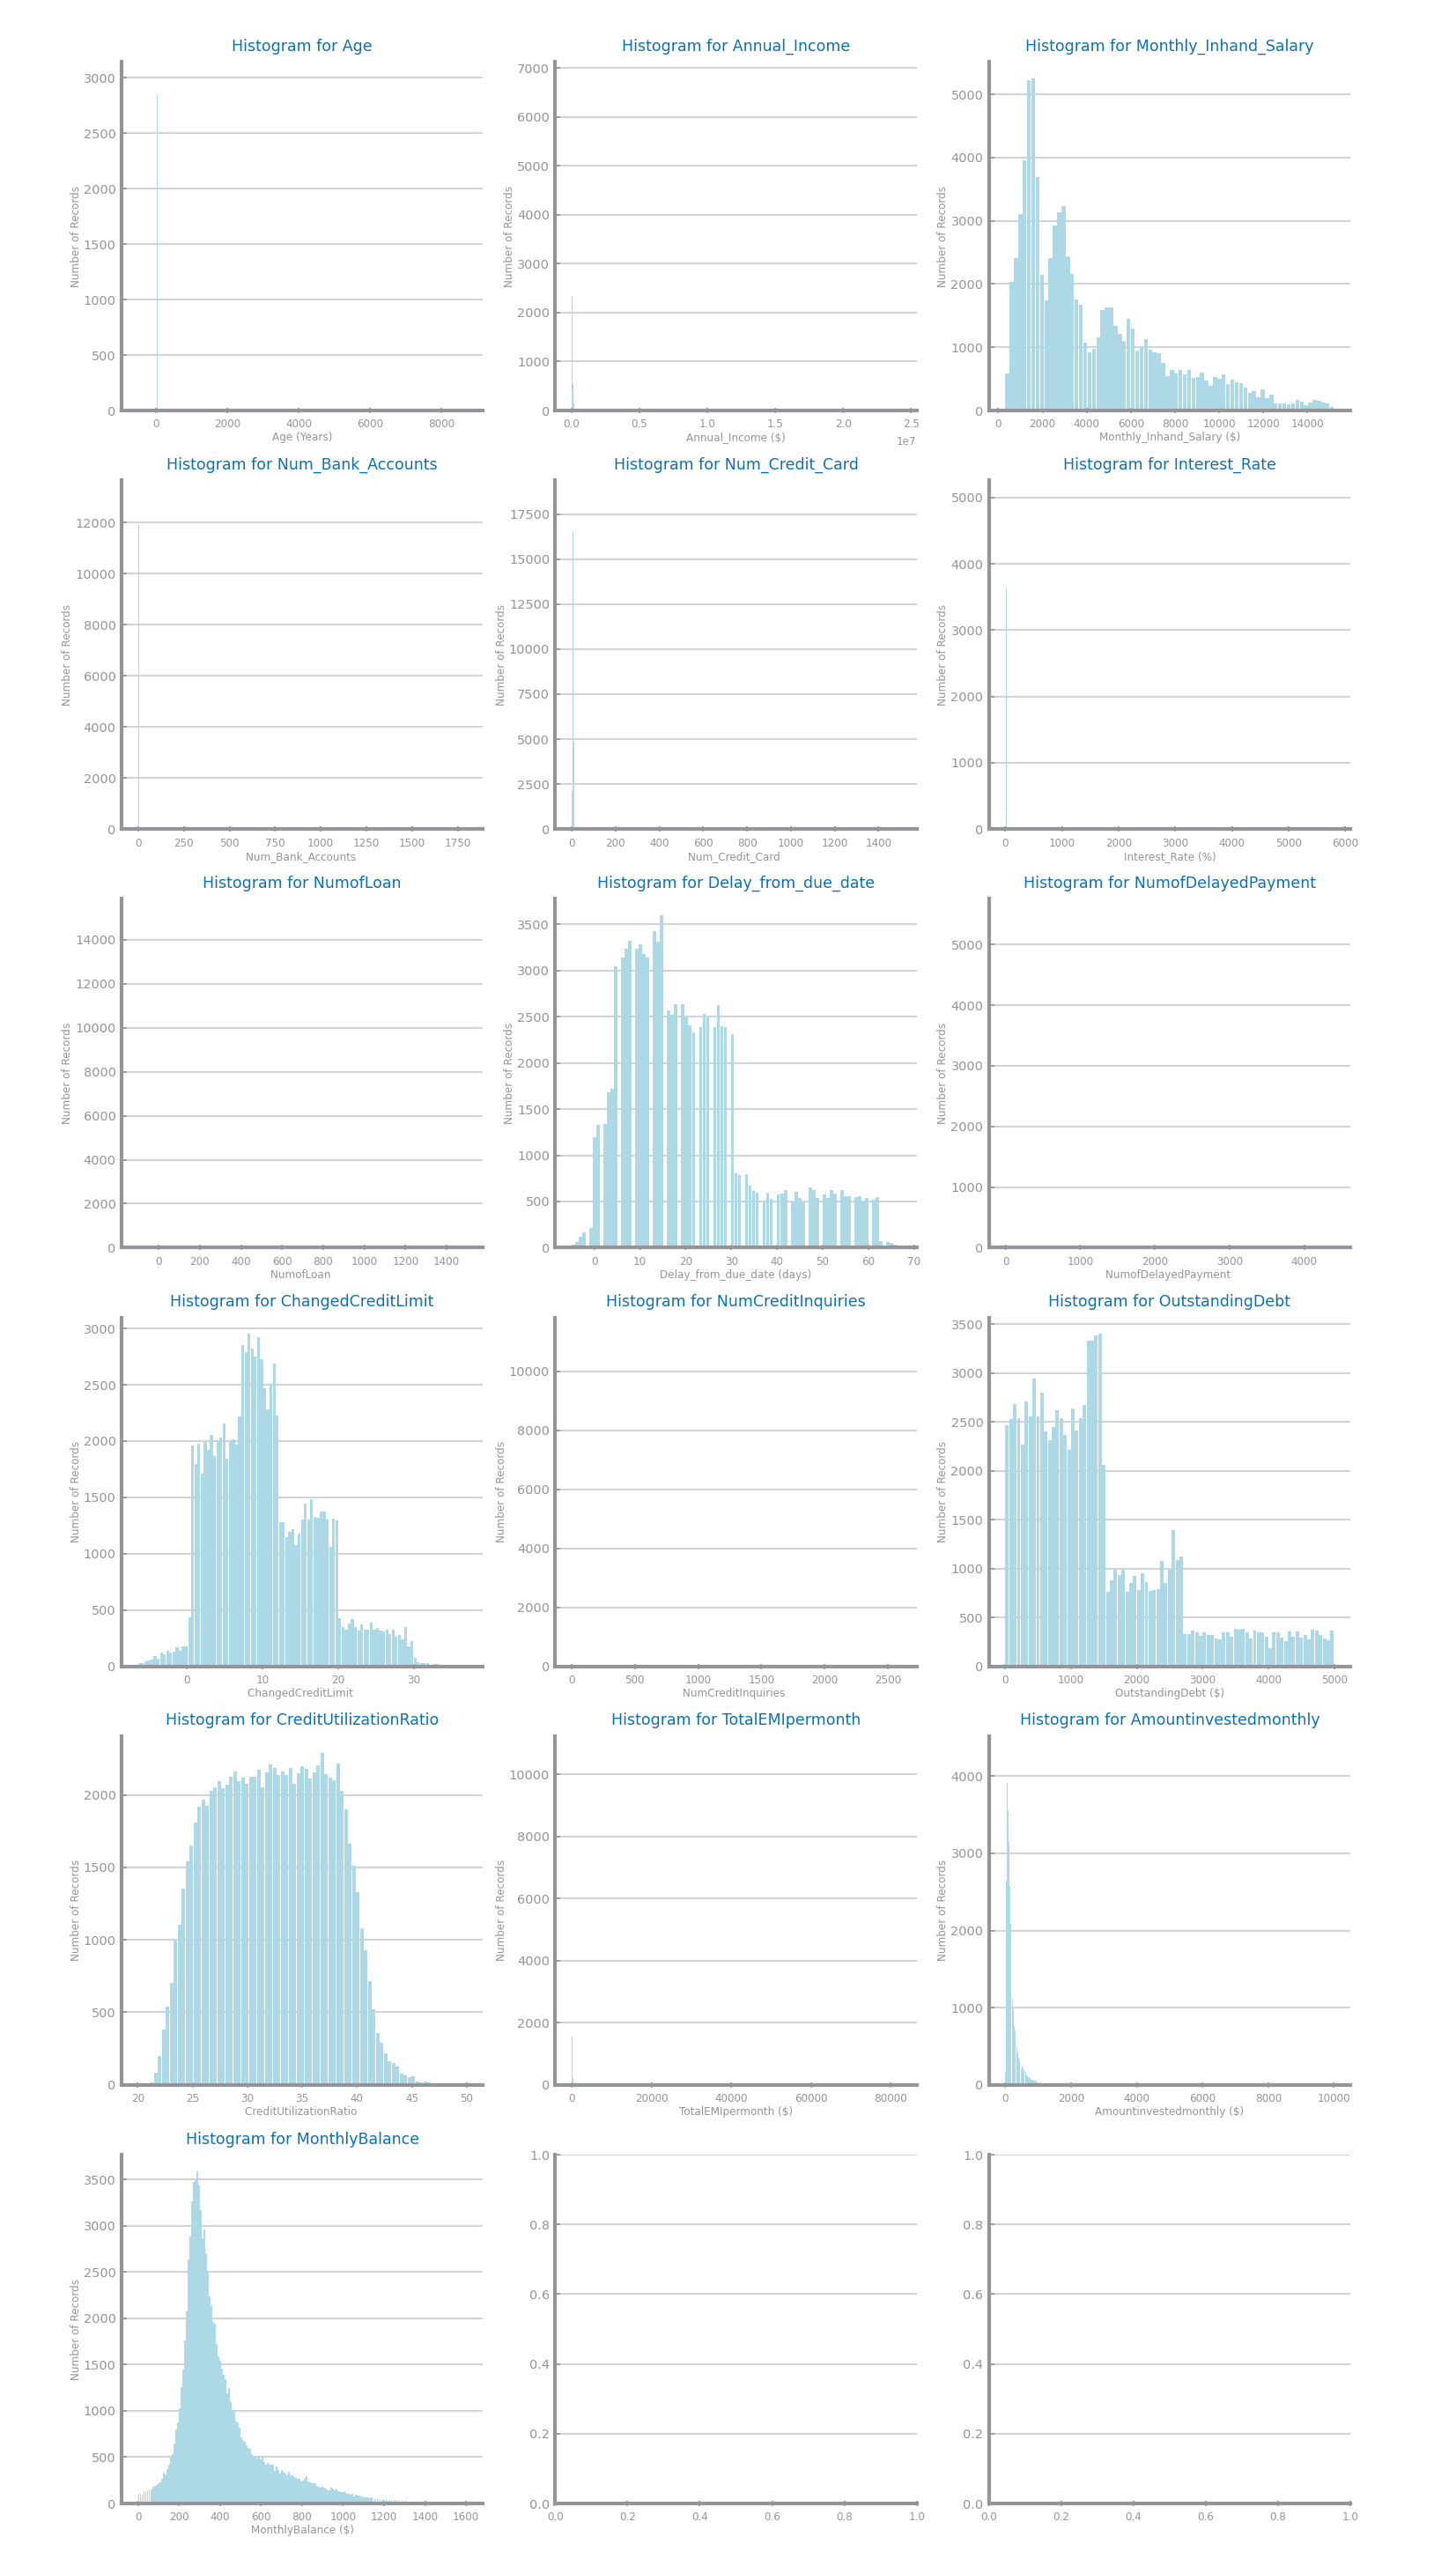 Histogram for Age
3000
2500
2000
1500
1000
500
0
Number of Records
0 2000 4000 6000 8000
Age (Years)
Histogram for Annual_Income
7000
6000
5000
4000
3000
2000
1000
0
Number of Records
0.0 0.5 1.0 1.5 2.0 2.5
1e7
Annual_Income ($)
Histogram for Monthly_Inhand_Salary
5000
4000
3000
2000
1000
0
Number of Records
0 2000 4000 6000 8000 10000 12000 14000
Monthly_Inhand_Salary ($)
Histogram for Num_Bank_Accounts
12000
10000
8000
6000
4000
2000
0
Number of Records
0 250 500 750 1000 1250 1500 1750
Num_Bank_Accounts
Histogram for Num_Credit_Card
17500
15000
12500
10000
7500
5000
2500
0
Number of Records
0 200 400 600 800 1000 1200 1400
Num_Credit_Card
Histogram for Interest_Rate
5000
4000
3000
2000
1000
0
Number of Records
0 1000 2000 3000 4000 5000 6000
Interest_Rate (%)
Histogram for NumofLoan
14000
12000
10000
8000
6000
4000
2000
0
Number of Records
0 200 400 600 800 1000 1200 1400
NumofLoan
Histogram for Delay_from_due_date
3500
3000
2500
2000
1500
1000
500
0
Number of Records
0 10 20 30 40 50 60 70
Delay_from_due_date (days)
Histogram for NumofDelayedPayment
5000
4000
3000
2000
1000
0
Number of Records
0 1000 2000 3000 4000
NumofDelayedPayment
Histogram for ChangedCreditLimit
3000
2500
2000
1500
1000
500
0
Number of Records
0 10 20 30
ChangedCreditLimit
Histogram for NumCreditInquiries
10000
8000
6000
4000
2000
0
Number of Records
0 500 1000 1500 2000 2500
NumCreditInquiries
Histogram for OutstandingDebt
3500
3000
2500
2000
1500
1000
500
0
Number of Records
0 1000 2000 3000 4000 5000
OutstandingDebt ($)
Histogram for CreditUtilizationRatio
2000
1500
1000
500
0
Number of Records
20 25 30 35 40 45 50
CreditUtilizationRatio
Histogram for TotalEMIpermonth
10000
8000
6000
4000
2000
0
Number of Records
0 20000 40000 60000 80000
TotalEMIpermonth ($)
Histogram for Amountinvestedmonthly
4000
3000
2000
1000
0
Number of Records
0 2000 4000 6000 8000 10000
Amountinvestedmonthly ($)
Histogram for MonthlyBalance
3500
3000
2500
2000
1500
1000
500
0
Number of Records
0 200 400 600 800 1000 1200 1400 1600
MonthlyBalance ($)
1.0
0.8
0.6
0.4
0.2
0.0
0.0 0.2 0.4 0.6 0.8 1.0
1.0
0.8
0.6
0.4
0.2
0.0
0.0 0.2 0.4 0.6 0.8 1.0